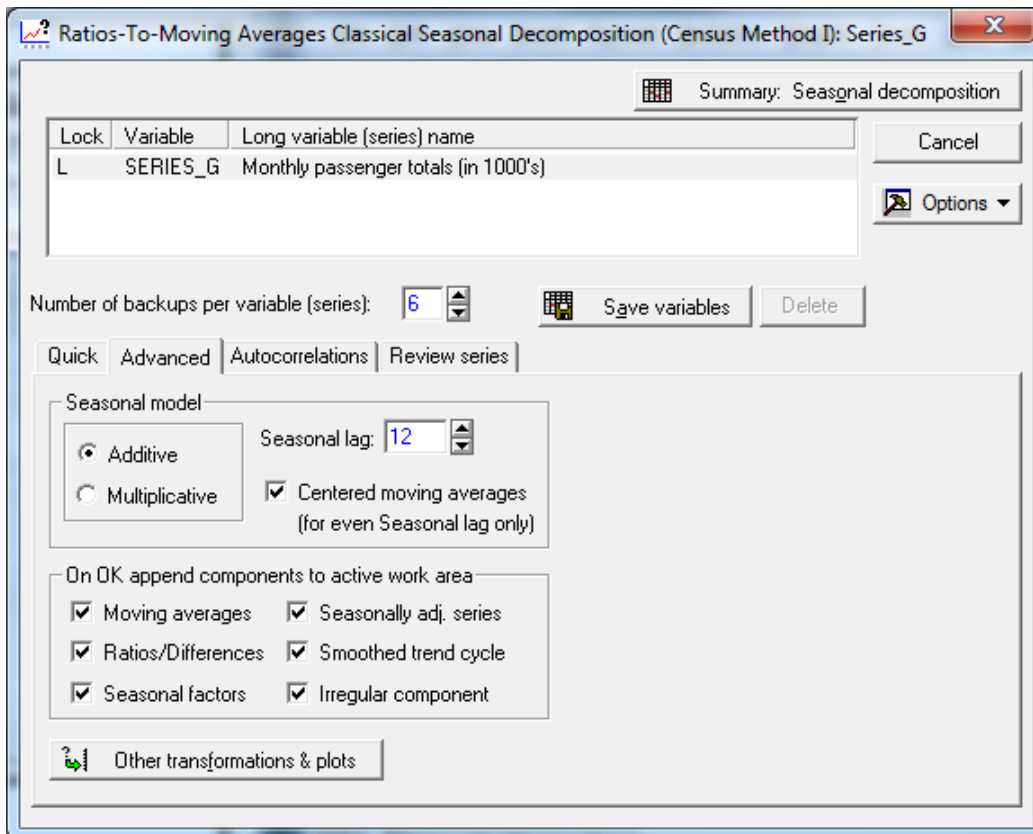 Ratios-To-Moving Averages Classical Seasonal Decomposition (Census Method I): Series_G
Summary: Seasonal decomposition
Lock Variable Long variable (series) name
L SERIES_G Monthly passenger totals (in 1000's)
Cancel
Options
Number of backups per variable (series): 6 Save variables Delete
Quick Advanced Autocorrelations Review series
Seasonal model
Additive
Multiplicative
Seasonal lag: 12
Centered moving averages
(for even Seasonal lag only)
On OK append components to active work area
Moving averages Seasonally adj. series
Ratios/Differences Smoothed trend cycle
Seasonal factors Irregular component
Other transformations & plots